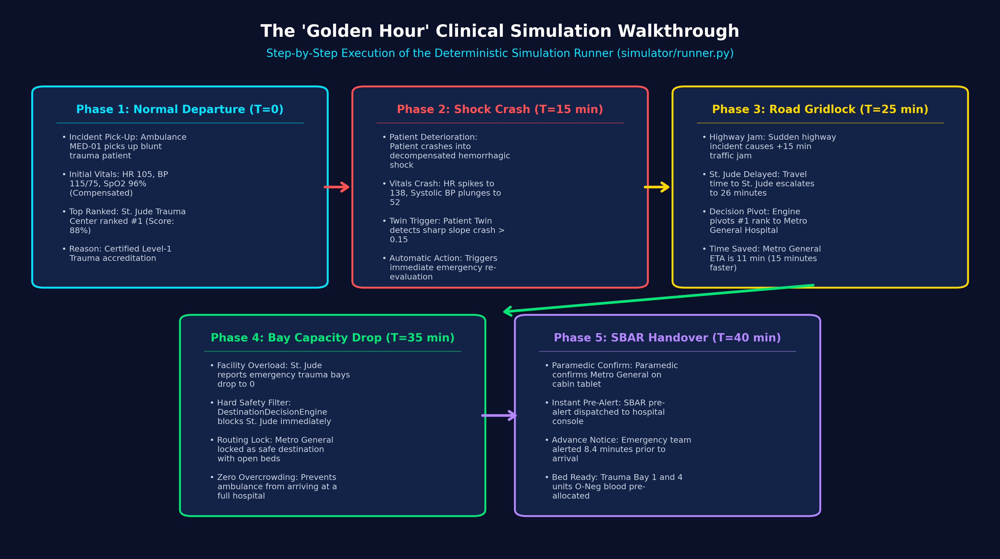 The 'Golden Hour' Clinical Simulation Walkthrough
Step-by-Step Execution of the Deterministic Simulation Runner (simulator/runner.py)
Phase 1: Normal Departure (T=0)
• Incident Pick-Up: Ambulance
MED-01 picks up blunt
trauma patient
• Initial Vitals: HR 105, BP
115/75, SpO2 96%
(Compensated)
• Top Ranked: St. Jude Trauma
Center ranked #1 (Score:
88%)
• Reason: Certified Level-1
Trauma accreditation
Phase 2: Shock Crash (T=15 min)
• Patient Deterioration:
Patient crashes into
decompensated hemorrhagic
shock
• Vitals Crash: HR spikes to
138, Systolic BP plunges to
52
• Twin Trigger: Patient Twin
detects sharp slope crash >
0.15
• Automatic Action: Triggers
immediate emergency re-
evaluation
Phase 3: Road Gridlock (T=25 min)
• Highway Jam: Sudden highway
incident causes +15 min
traffic jam
• St. Jude Delayed: Travel
time to St. Jude escalates
to 26 minutes
• Decision Pivot: Engine
pivots #1 rank to Metro
General Hospital
• Time Saved: Metro General
ETA is 11 min (15 minutes
faster)
Phase 4: Bay Capacity Drop (T=35 min)
• Facility Overload: St. Jude
reports emergency trauma bays
drop to 0
• Hard Safety Filter:
DestinationDecisionEngine
blocks St. Jude immediately
• Routing Lock: Metro General
locked as safe destination
with open beds
• Zero Overcrowding: Prevents
ambulance from arriving at a
full hospital
Phase 5: SBAR Handover (T=40 min)
• Paramedic Confirm: Paramedic
confirms Metro General on
cabin tablet
• Instant Pre-Alert: SBAR pre-
alert dispatched to hospital
console
• Advance Notice: Emergency team
alerted 8.4 minutes prior to
arrival
• Bed Ready: Trauma Bay 1 and 4
units O-Neg blood pre-
allocated